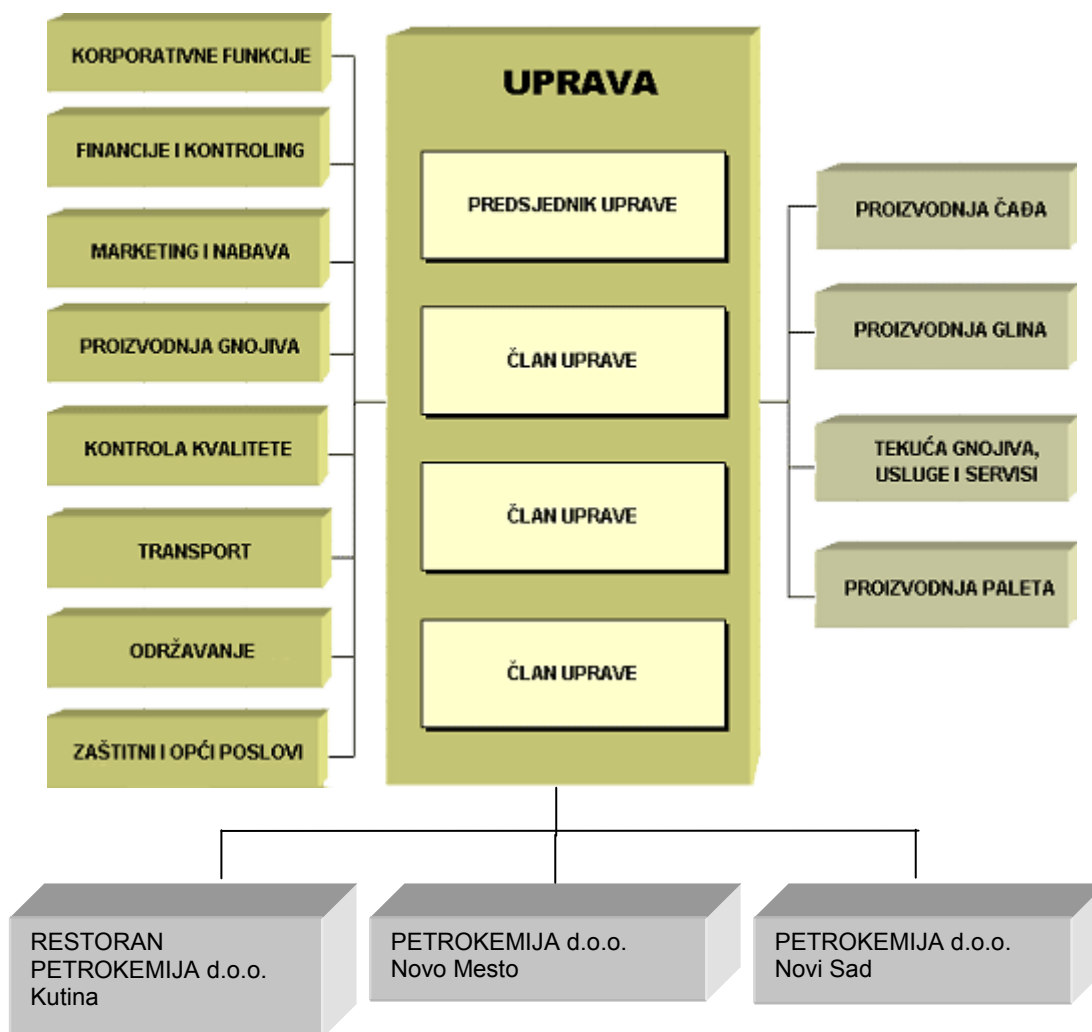 KORPORATIVNE FUNKCIJE
FINANCIJE I KONTROLING
MARKETING I NABAVA
PROIZVODNJA GNOJIVA
KONTROLA KVALITETE
TRANSPORT
ODRŽAVANJE
ZAŠTITNI I OPĆI POSLOVI
UPRAVA
PREDSJEDNIK UPRAVE
ČLAN UPRAVE
ČLAN UPRAVE
ČLAN UPRAVE
PROIZVODNJA ČAĐA
PROIZVODNJA GLINA
TEKUĆA GNOJIVA,
USLUGE I SERVISI
PROIZVODNJA PALETA
RESTORAN
PETROKEMIJA d.o.o.
Kutina
PETROKEMIJA d.o.o.
Novo Mesto
PETROKEMIJA d.o.o.
Novi Sad